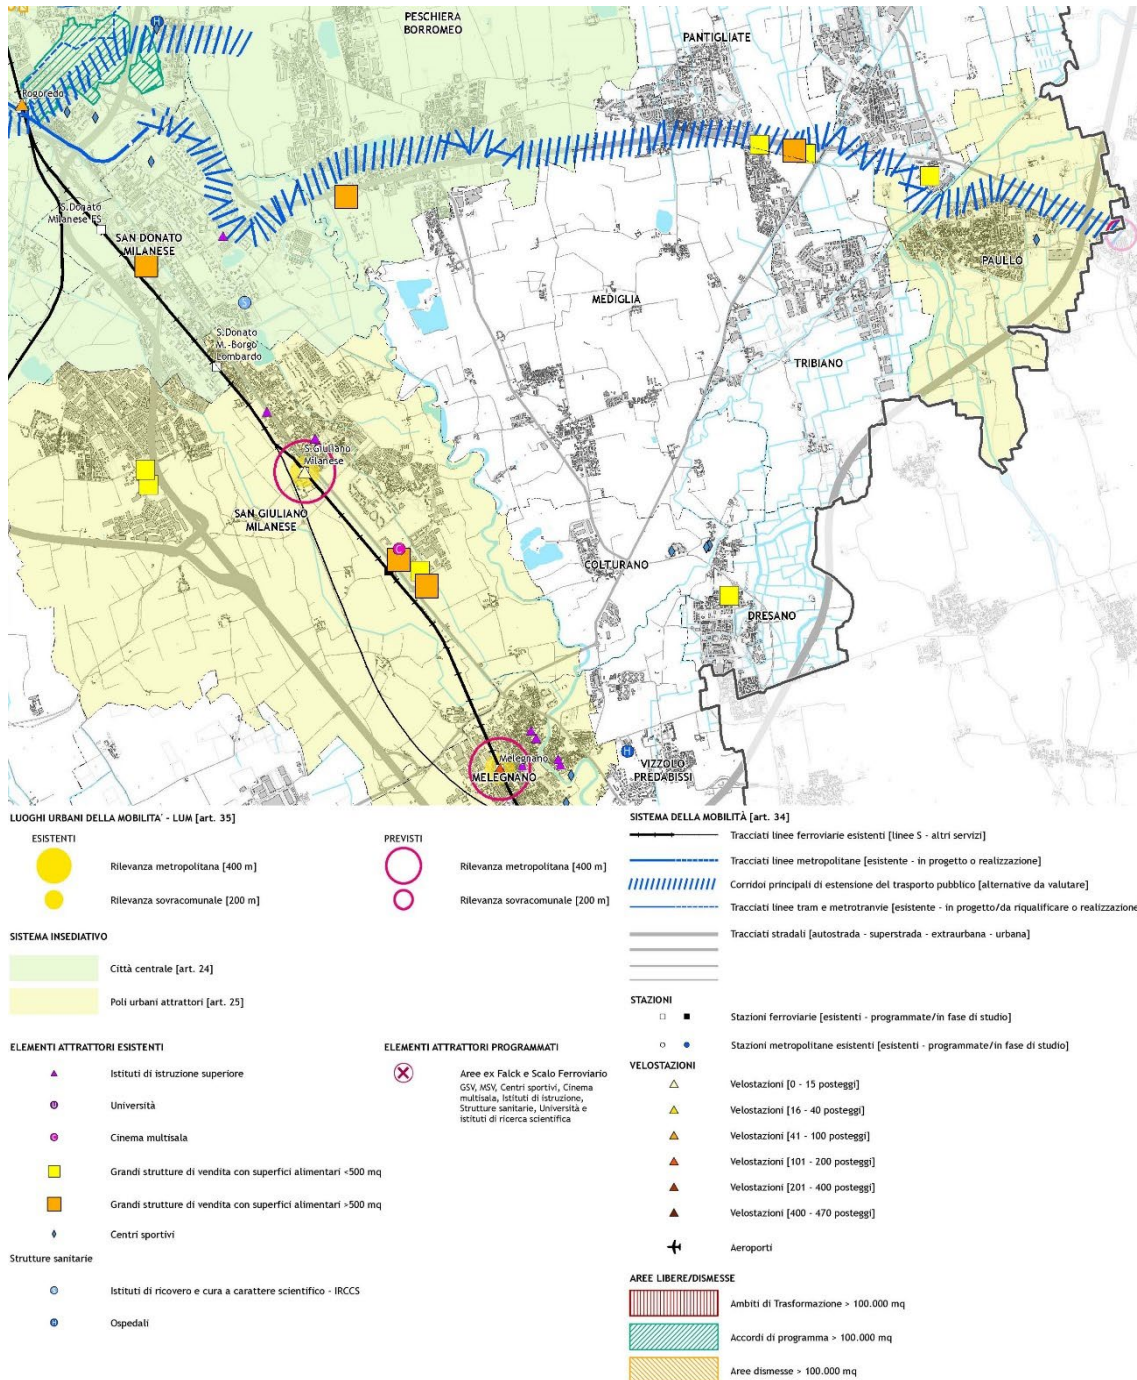 PESCHIERA
BORROMEO
PANTIGLIATE
Rogoredo
S.Donato
Milanese FS
SAN DONATO
MILANESE
PAULLO
MEDIGLIA
S.Donato
M.-Borgo
Lombardo
TRIBIANO
S.Giuliano
Milanese
SAN GIULIANO
MILANESE
COLTURANO
DRESANO
Melegnano
MELEGNANO
VIZZOLO
PREDABISSI
H
S
C
H
LUOGHI URBANI DELLA MOBILITA´ - LUM [art. 35]
ESISTENTI
Rilevanza metropolitana [400 m]
Rilevanza sovracomunale [200 m]
PREVISTI
Rilevanza metropolitana [400 m]
Rilevanza sovracomunale [200 m]
SISTEMA INSEDIATIVO
Città centrale [art. 24]
Poli urbani attrattori [art. 25]
ELEMENTI ATTRATTORI ESISTENTI
Istituti di istruzione superiore
U
Università
C
Cinema multisala
Grandi strutture di vendita con superfici alimentari <500 mq
Grandi strutture di vendita con superfici alimentari >500 mq
Centri sportivi
Strutture sanitarie
Istituti di ricovero e cura a carattere scientifico - IRCCS
H
Ospedali
ELEMENTI ATTRATTORI PROGRAMMATI
Aree ex Falck e Scalo Ferroviario
GSV, MSV, Centri sportivi, Cinema
multisala, Istituti di istruzione,
Strutture sanitarie, Università e
istituti di ricerca scientifica
SISTEMA DELLA MOBILITÀ [art. 34]
Tracciati linee ferroviarie esistenti [linee S - altri servizi]
Tracciati linee metropolitane [esistente - in progetto o realizzazione]
Corridoi principali di estensione del trasporto pubblico [alternative da valutare]
Tracciati linee tram e metrotranvie [esistente - in progetto/da riqualificare o realizzazione
Tracciati stradali [autostrada - superstrada - extraurbana - urbana]
STAZIONI
Stazioni ferroviarie [esistenti - programmate/in fase di studio]
Stazioni metropolitane esistenti [esistenti - programmate/in fase di studio]
VELOSTAZIONI
Velostazioni [0 - 15 posteggi]
Velostazioni [16 - 40 posteggi]
Velostazioni [41 - 100 posteggi]
Velostazioni [101 - 200 posteggi]
Velostazioni [201 - 400 posteggi]
Velostazioni [400 - 470 posteggi]
Aeroporti
AREE LIBERE/DISMESSE
Ambiti di Trasformazione > 100.000 mq
Accordi di programma > 100.000 mq
Aree dismesse > 100.000 mq